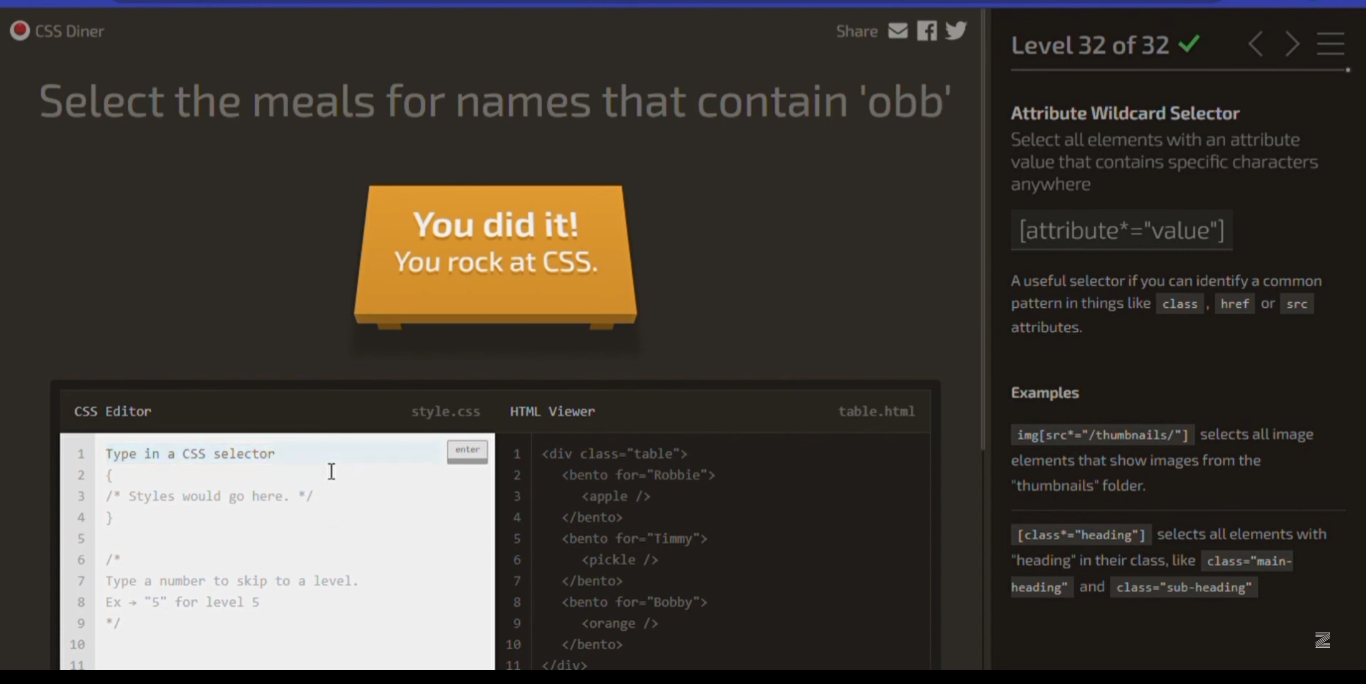 CSS Diner
Share
Select the meals for names that contain 'obb'
You did it!
You rock at CSS.
CSS Editor
style.css
1 Type in a CSS selector
enter
2 {
3 /* Styles would go here. */
4 }
5
6 /*
7 Type a number to skip to a level.
8 Ex → "5" for level 5
9 */
10
11
HTML Viewer
table.html
1 <div class="table">
2 <bento for="Robbie">
3 <apple />
4 </bento>
5 <bento for="Timmy">
6 <pickle />
7 </bento>
8 <bento for="Bobby">
9 <orange />
10 </bento>
11 </div>
Level 32 of 32
Attribute Wildcard Selector
Select all elements with an attribute
value that contains specific characters
anywhere
[attribute*="value"]
A useful selector if you can identify a common
pattern in things like class , href or src
attributes.
Examples
img[src*="/thumbnails/"] selects all image
elements that show images from the
"thumbnails" folder.
[class*="heading"] selects all elements with
"heading" in their class, like class="main-
heading" and class="sub-heading"